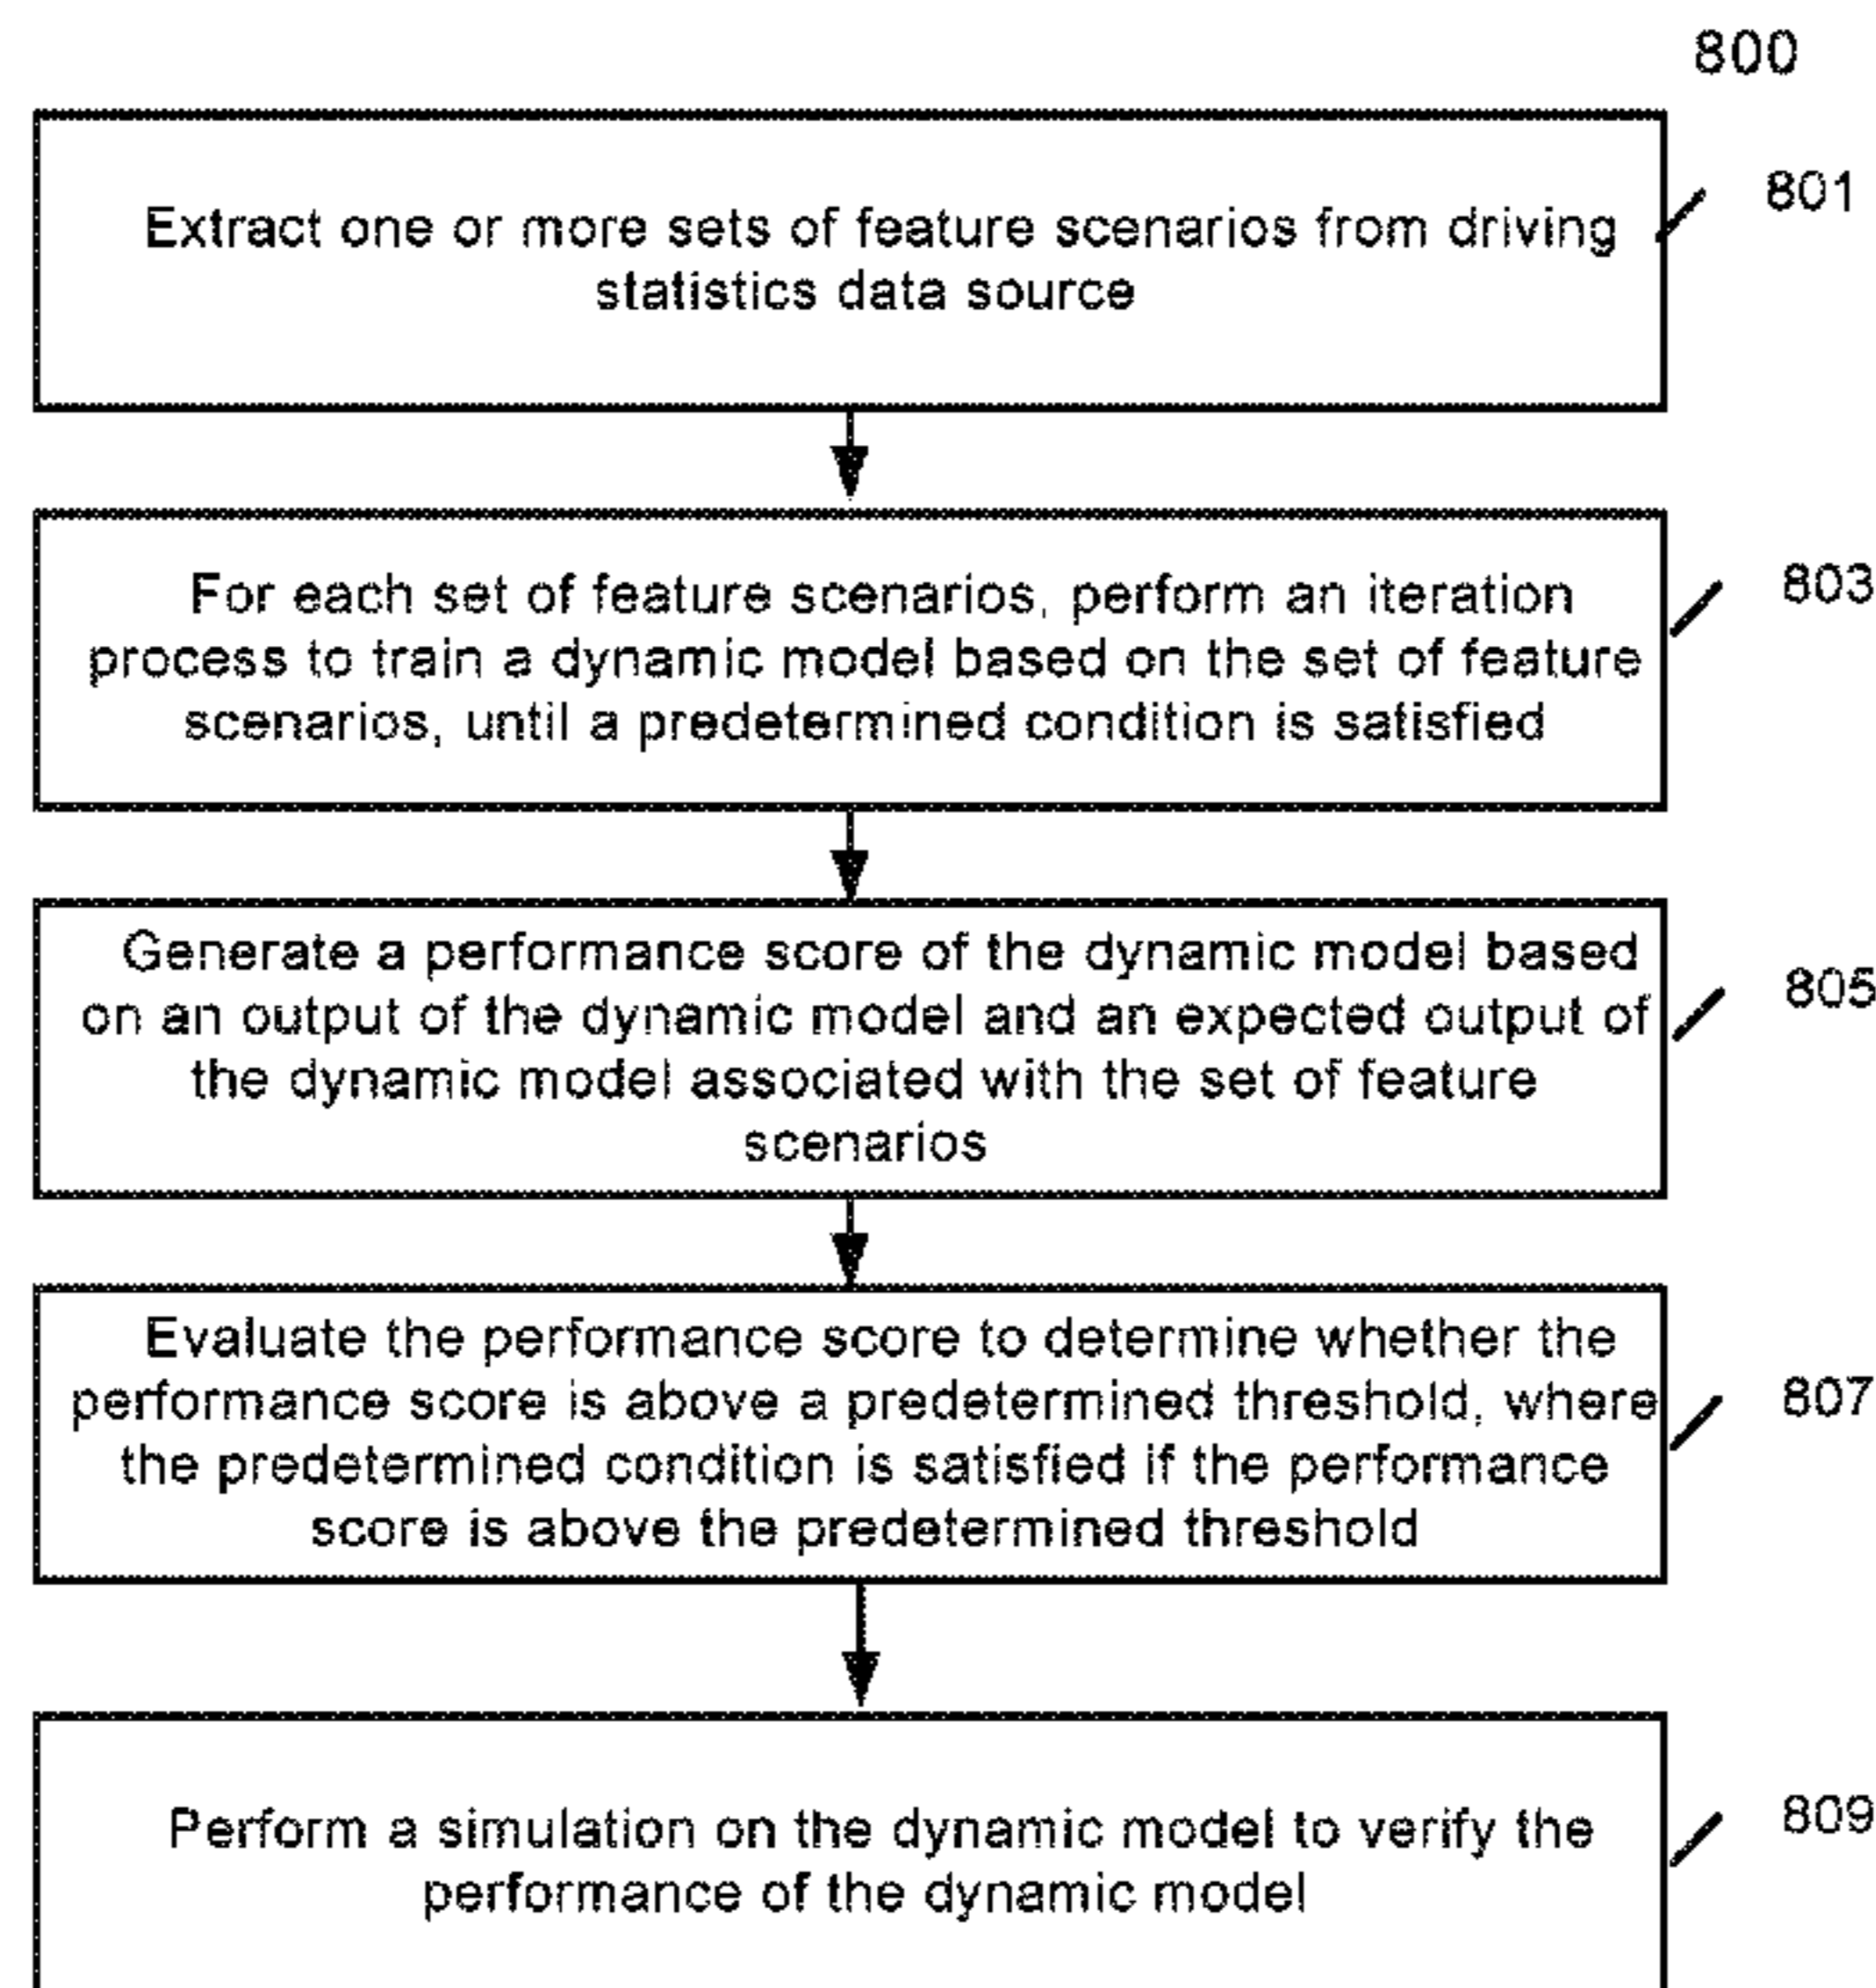 800
Extract one or more sets of feature scenarios from driving
statistics data source
801
For each set of feature scenarios, perform an iteration
process to train a dynamic model based on the set of feature
scenarios, until a predetermined condition is satisfied
803
Generate a performance score of the dynamic model based
on an output of the dynamic model and an expected output of
the dynamic model associated with the set of feature
scenarios
805
Evaluate the performance score to determine whether the
performance score is above a predetermined threshold, where
the predetermined condition is satisfied if the performance
score is above the predetermined threshold
807
Perform a simulation on the dynamic model to verify the
performance of the dynamic model
809